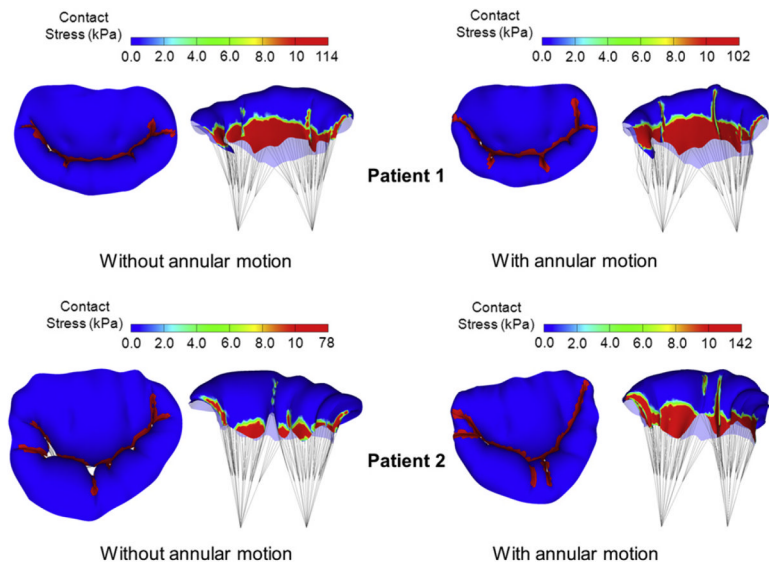 Contact
Stress (kPa)
0.0 2.0 4.0 6.0 8.0 10 114
Contact
Stress (kPa)
0.0 2.0 4.0 6.0 8.0 10 102
Patient 1
Without annular motion
With annular motion
Contact
Stress (kPa)
0.0 2.0 4.0 6.0 8.0 10 78
Contact
Stress (kPa)
0.0 2.0 4.0 6.0 8.0 10 142
Patient 2
Without annular motion
With annular motion